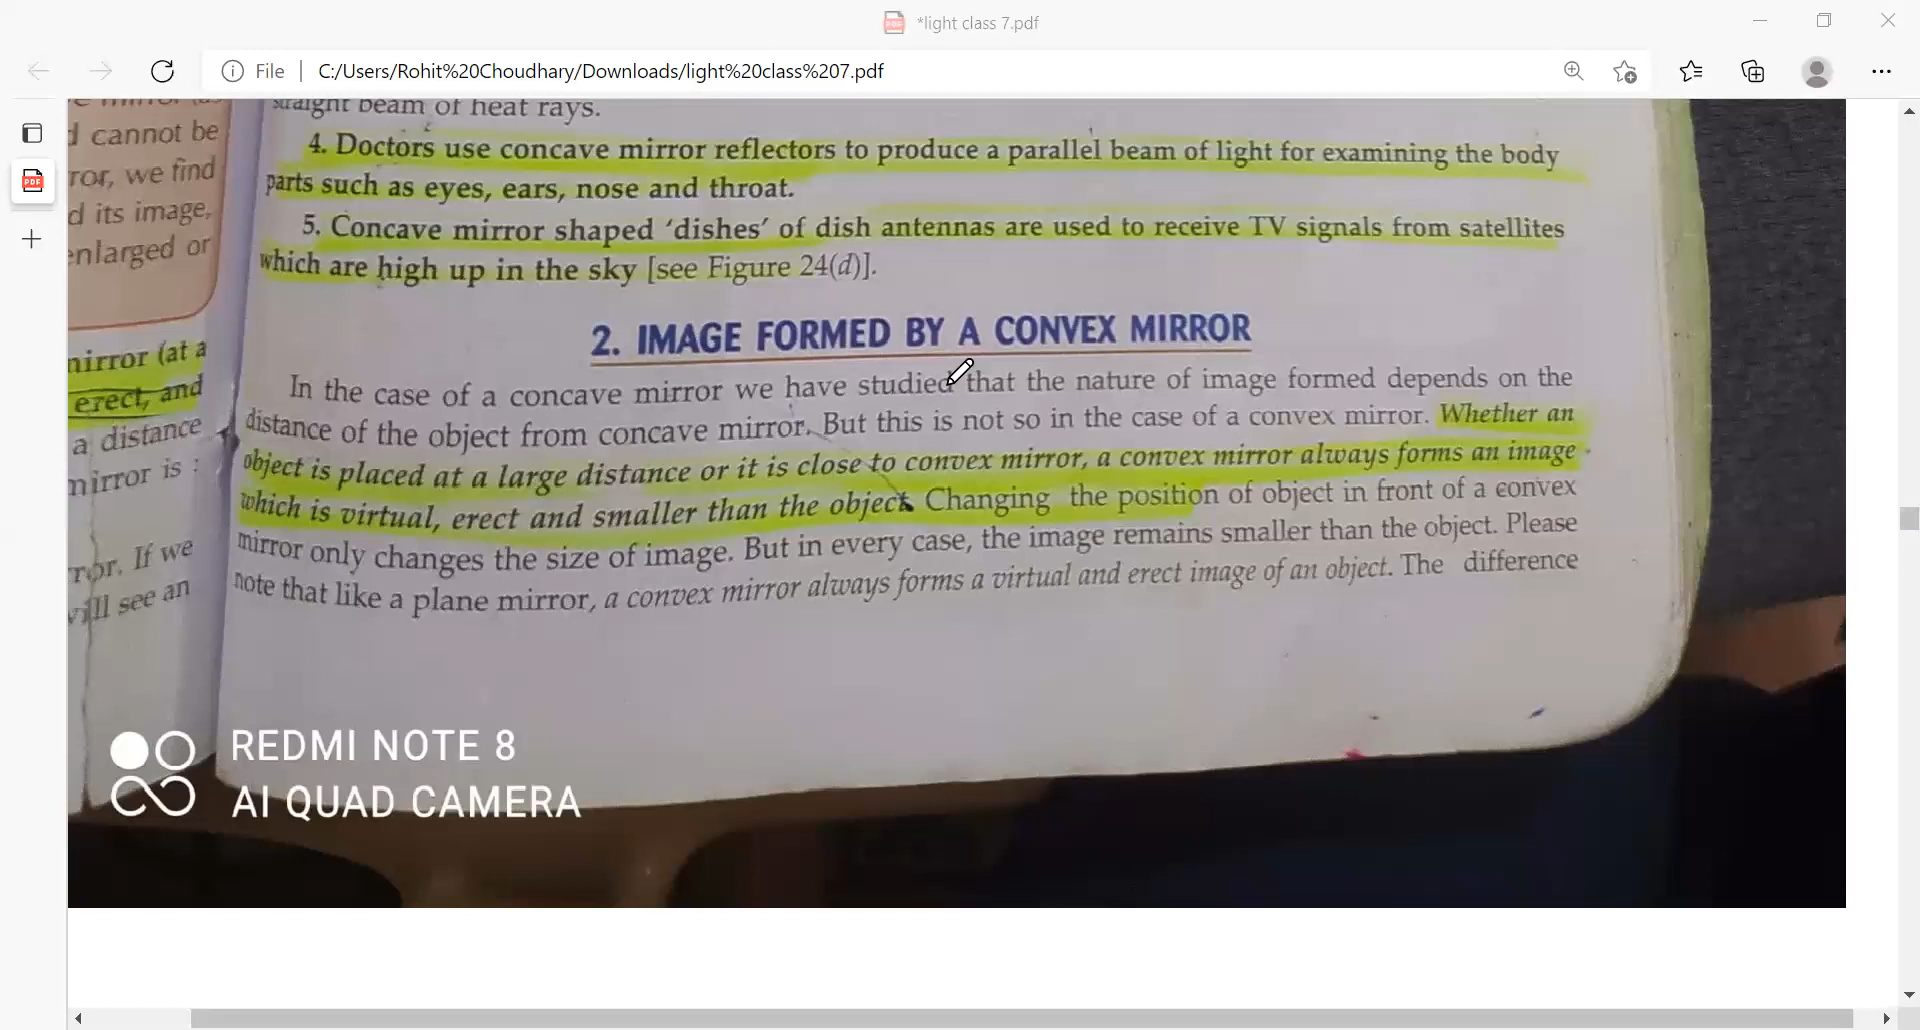 *light class 7.pdf
File
C:/Users/Rohit%20Choudhary/Downloads/light%20class%207.pdf
d cannot be
ror, we find
d its image,
enlarged or
mirror (at a
erect, and
a distance
mirror is :
ror. If we
will see an
straight beam of heat rays.
4. Doctors use concave mirror reflectors to produce a parallel beam of light for examining the body
parts such as eyes, ears, nose and throat.
5. Concave mirror shaped ‘dishes’ of dish antennas are used to receive TV signals from satellites
which are high up in the sky [see Figure 24(d)].
2. IMAGE FORMED BY A CONVEX MIRROR
In the case of a concave mirror we have studied that the nature of image formed depends on the
distance of the object from concave mirror. But this is not so in the case of a convex mirror. Whether an
object is placed at a large distance or it is close to convex mirror, a convex mirror always forms an image
which is virtual, erect and smaller than the object. Changing the position of object in front of a convex
mirror only changes the size of image. But in every case, the image remains smaller than the object. Please
note that like a plane mirror, a convex mirror always forms a virtual and erect image of an object. The difference
REDMI NOTE 8
AI QUAD CAMERA